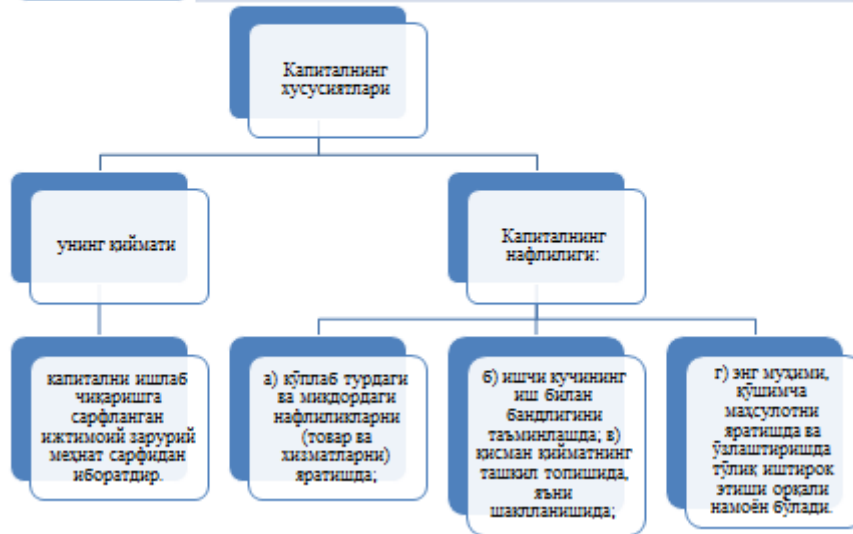 Капиталнинг
хусусиятлари
унинг қиймати
Капиталнинг
нафлилиги:
капитални ишлаб
чиқаришга
сарфланган
ижтимоий зарурий
меҳнат сарфидан
иборатдир.
а) кўплаб турдаги
ва миқдордаги
нафлиликларни
(товар ва
хизматларни)
яратишда;
б) ишчи кучининг
иш билан
бандлигини
таъминлашда; в)
қисман қийматнинг
ташкил топишида,
яъни
шаклланишида;
г) энг муҳими,
қўшимча
маҳсулотни
яратишда ва
ўзлаштиришда
тўлиқ иштирок
этиши орқали
намоён бўлади.